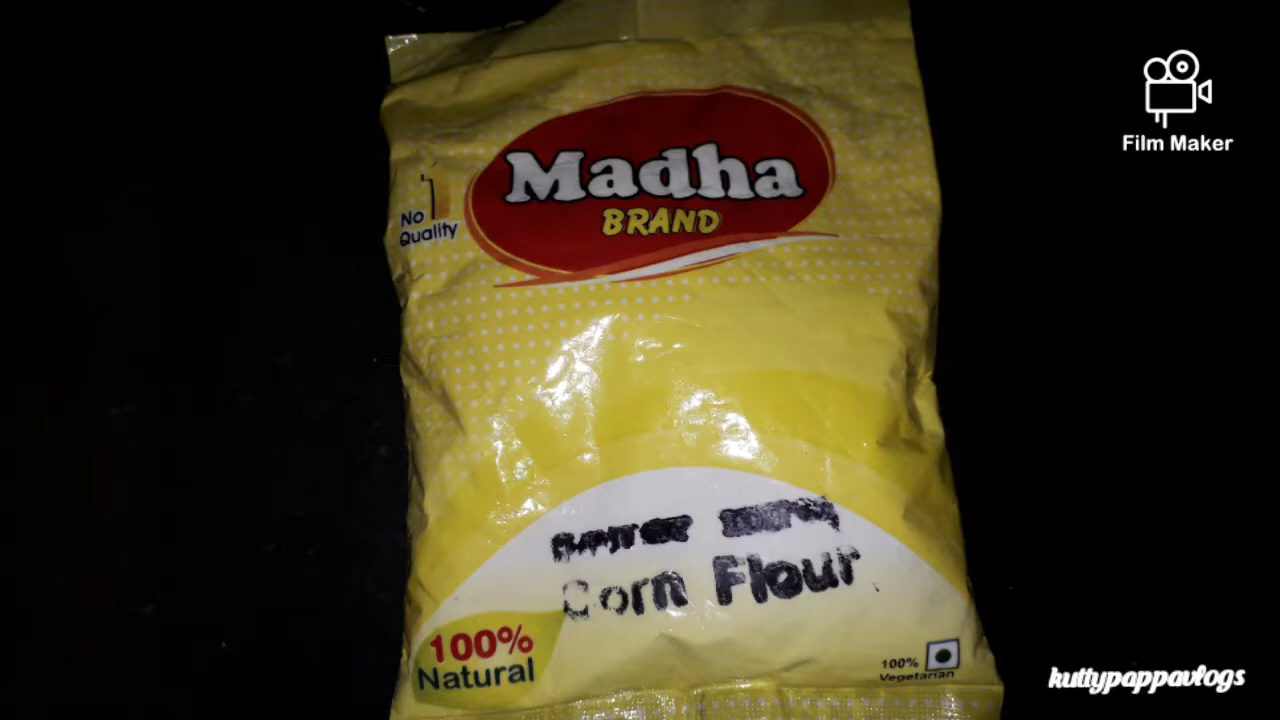 Madha
BRAND
No 1
Quality
Corn Flour
100%
Natural
100%
Vegetarian
Film Maker
kuttypappavlogs